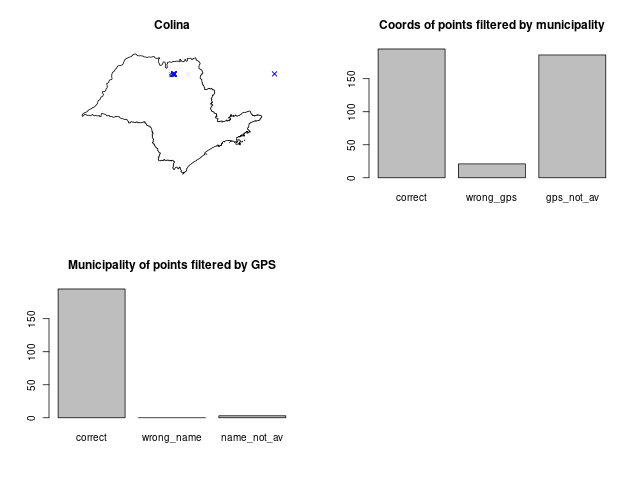 Colina
Coords of points filtered by municipality
150
100
50
0
correct wrong_gps gps_not_av
Municipality of points filtered by GPS
150
100
50
0
correct wrong_name name_not_av